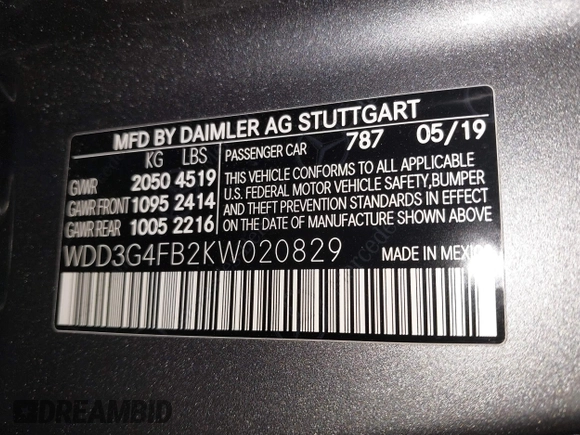 MFD BY DAIMLER AG STUTTGART
KG LBS
GVWR 2050 4519
GAWR FRONT 1095 2414
GAWR REAR 1005 2216
PASSENGER CAR 787 05/19
THIS VEHICLE CONFORMS TO ALL APPLICABLE
U.S. FEDERAL MOTOR VEHICLE SAFETY, BUMPER
AND THEFT PREVENTION STANDARDS IN EFFECT
ON THE DATE OF MANUFACTURE SHOWN ABOVE
WDD3G4FB2KW020829
MADE IN MEXICO
DREAMBID